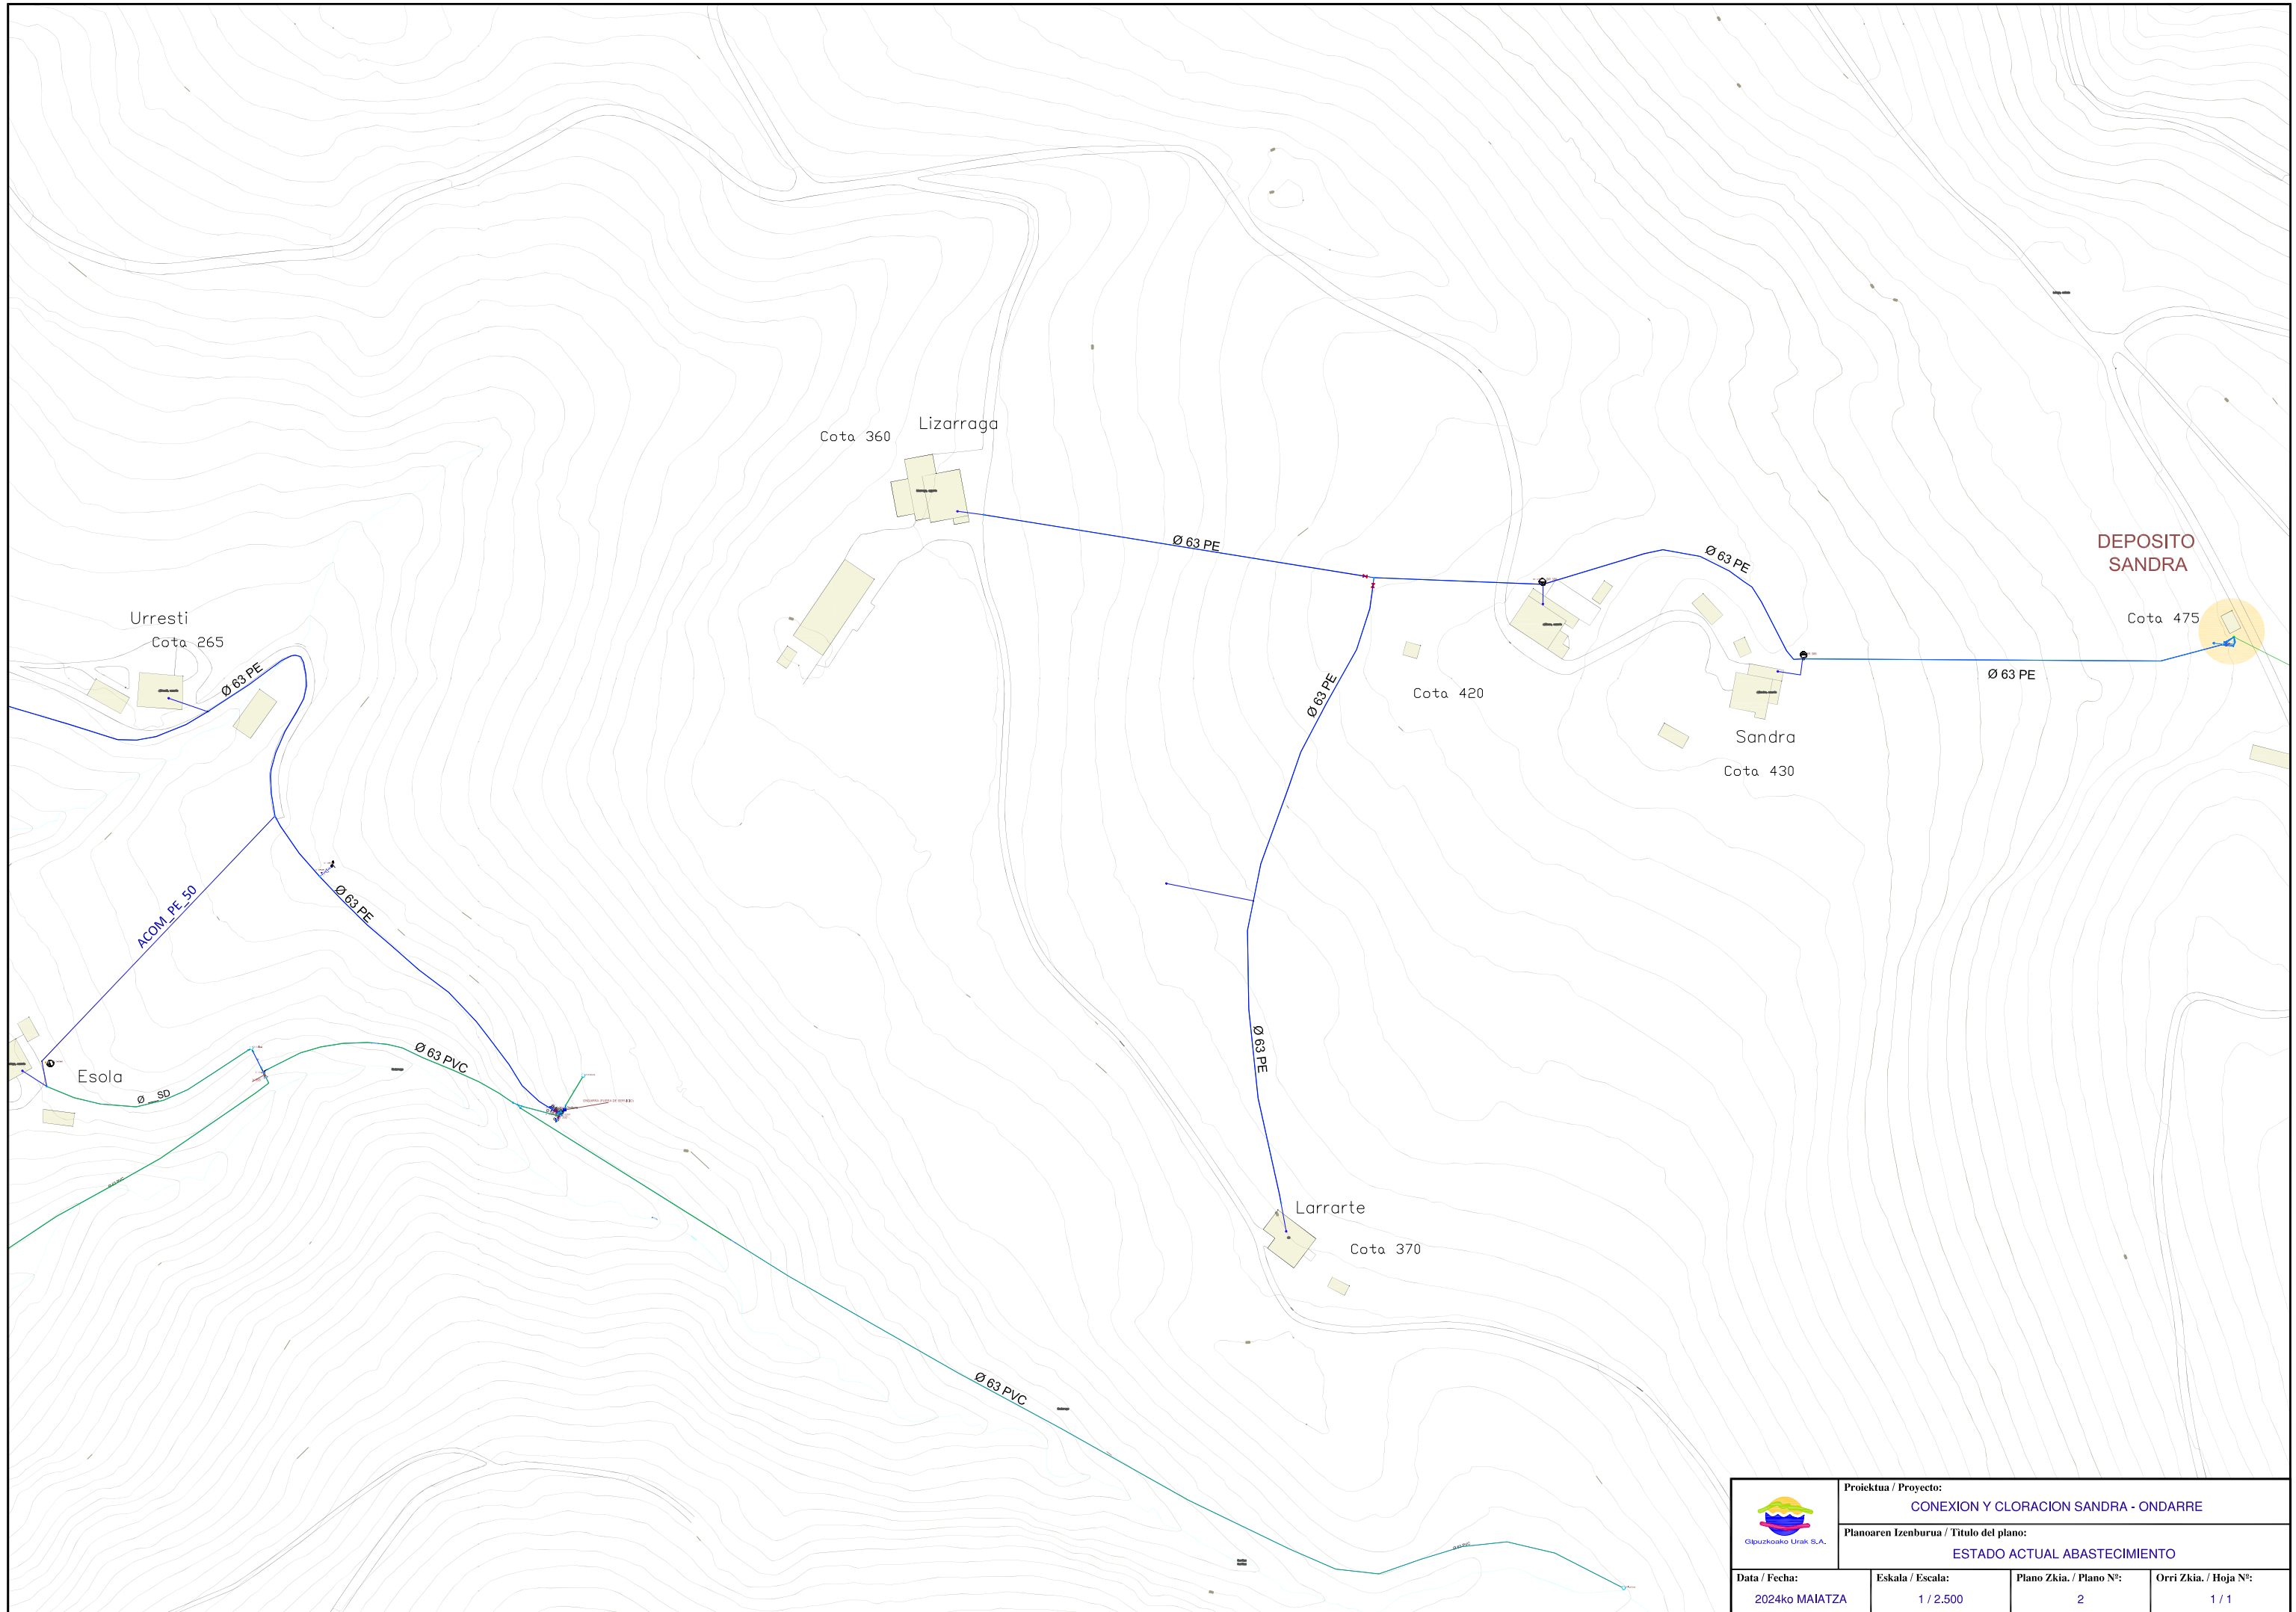 Lizarraga
Cota 360
Ø 63 PE
Ø 63 PE
DEPOSITO
SANDRA
Cota 475
Ø 63 PE
Urresti
Cota 265
Ø 63 PE
Ø 63 PE
Cota 420
Sandra
Cota 430
ACOM_PE_50
Ø 63 PE
Ø 63 PE
Ø 63 PVC
Esola
Ø __SD
Larrarte
Cota 370
Ø 63 PVC
Proiektua / Proyecto:
CONEXION Y CLORACION SANDRA - ONDARRE
Planoaren Izenburua / Titulo del plano:
ESTADO ACTUAL ABASTECIMIENTO
Gipuzkoako Urak S.A.
Data / Fecha:
2024ko MAIATZA
Eskala / Escala:
1 / 2.500
Plano Zkia. / Plano Nº:
2
Orri Zkia. / Hoja Nº:
1 / 1